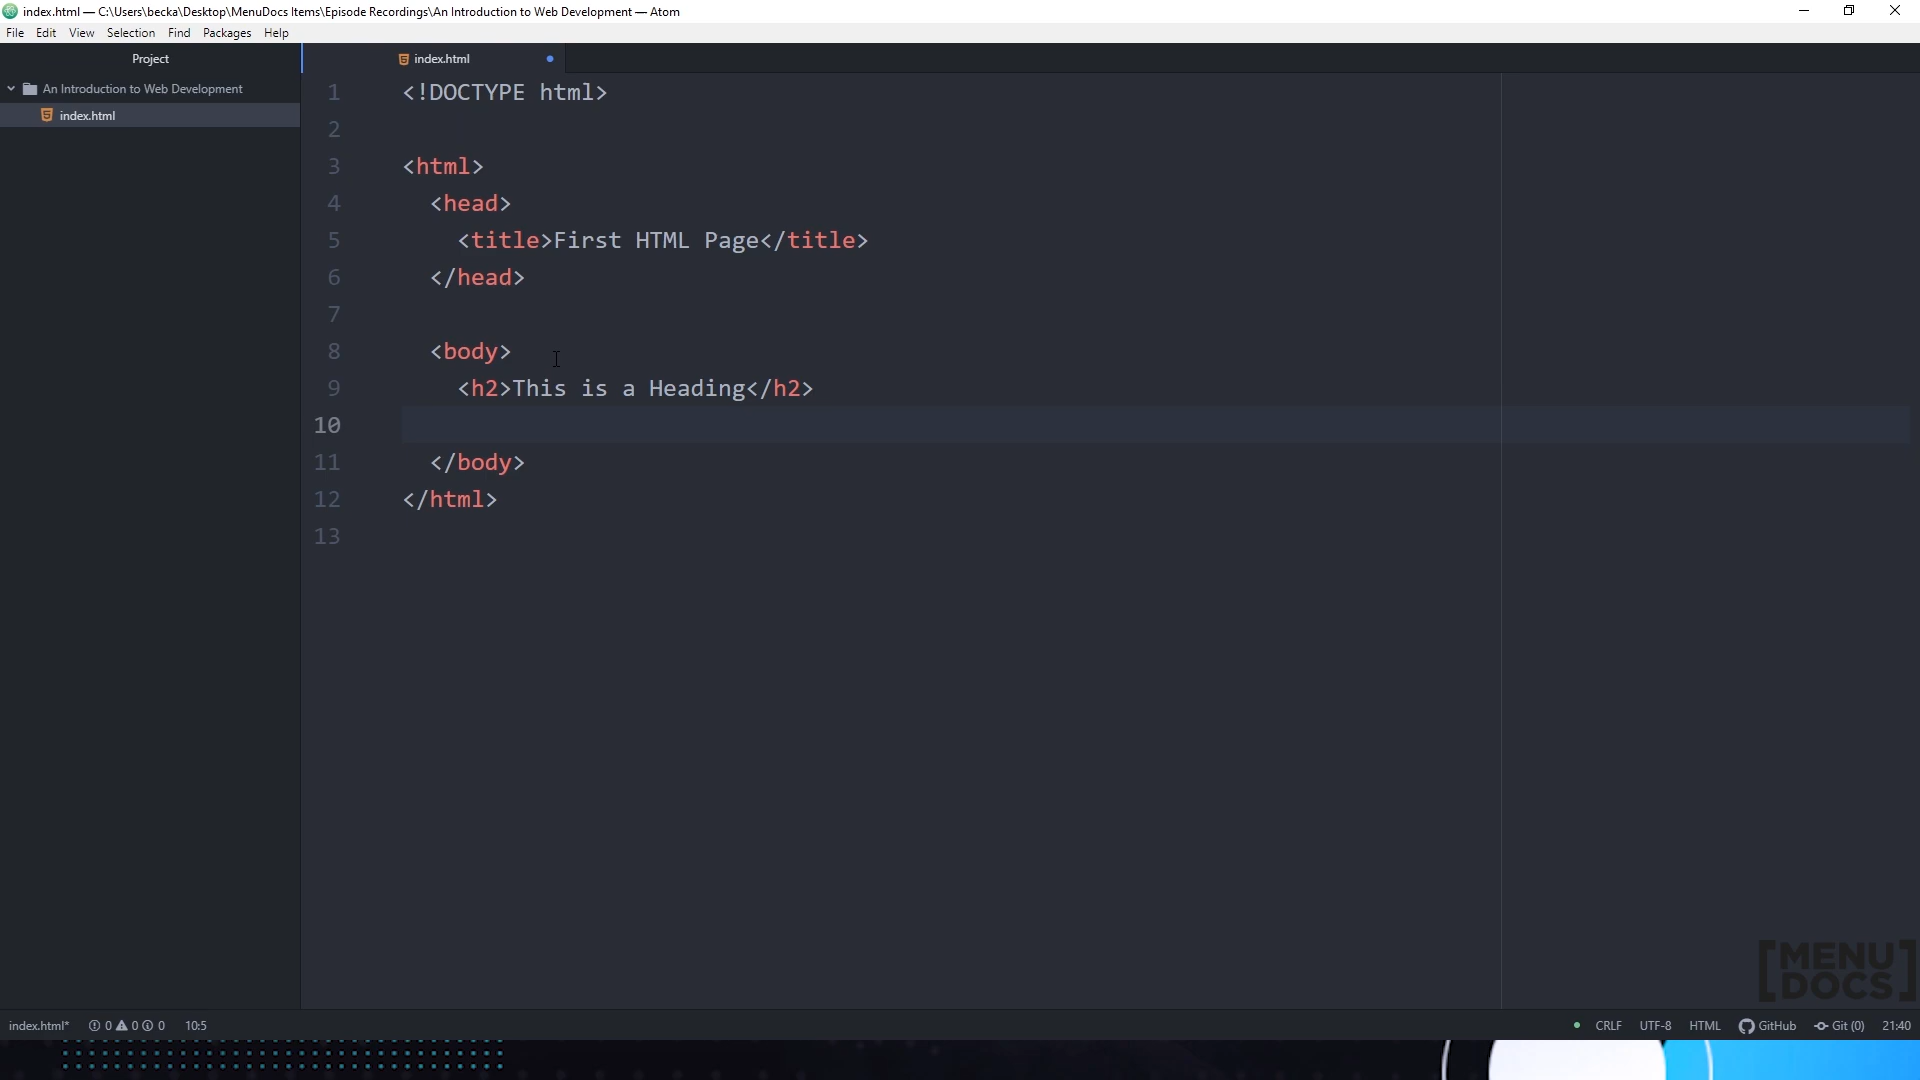 index.html — C:\Users\becka\Desktop\MenuDocs Items\Episode Recordings\An Introduction to Web Development — Atom
File Edit View Selection Find Packages Help
Project
An Introduction to Web Development
index.html
index.html
1 <!DOCTYPE html>
2
3 <html>
4 <head>
5 <title>First HTML Page</title>
6 </head>
7
8 <body>
9 <h2>This is a Heading</h2>
10
11 </body>
12 </html>
13
[MENU
DOCS]
index.html* 0 0 0 10:5 CRLF UTF-8 HTML GitHub Git (0) 21:40